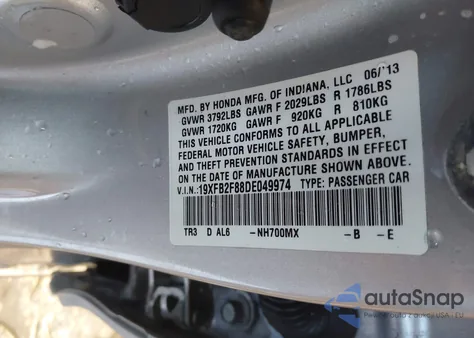 MFD. BY HONDA MFG. OF INDIANA, LLC 06/13
GVWR 3792LBS GAWR F 2029LBS R 1786LBS
GVWR 1720KG GAWR F 920KG R 810KG
THIS VEHICLE CONFORMS TO ALL APPLICABLE
FEDERAL MOTOR VEHICLE SAFETY, BUMPER,
AND THEFT PREVENTION STANDARDS IN EFFECT
ON THE DATE OF MANUFACTURE SHOWN ABOVE.
V.I.N.:19XFB2F88DE049974 TYPE: PASSENGER CAR
TR3 D AL6 -NH700MX -B -E
autoSnap